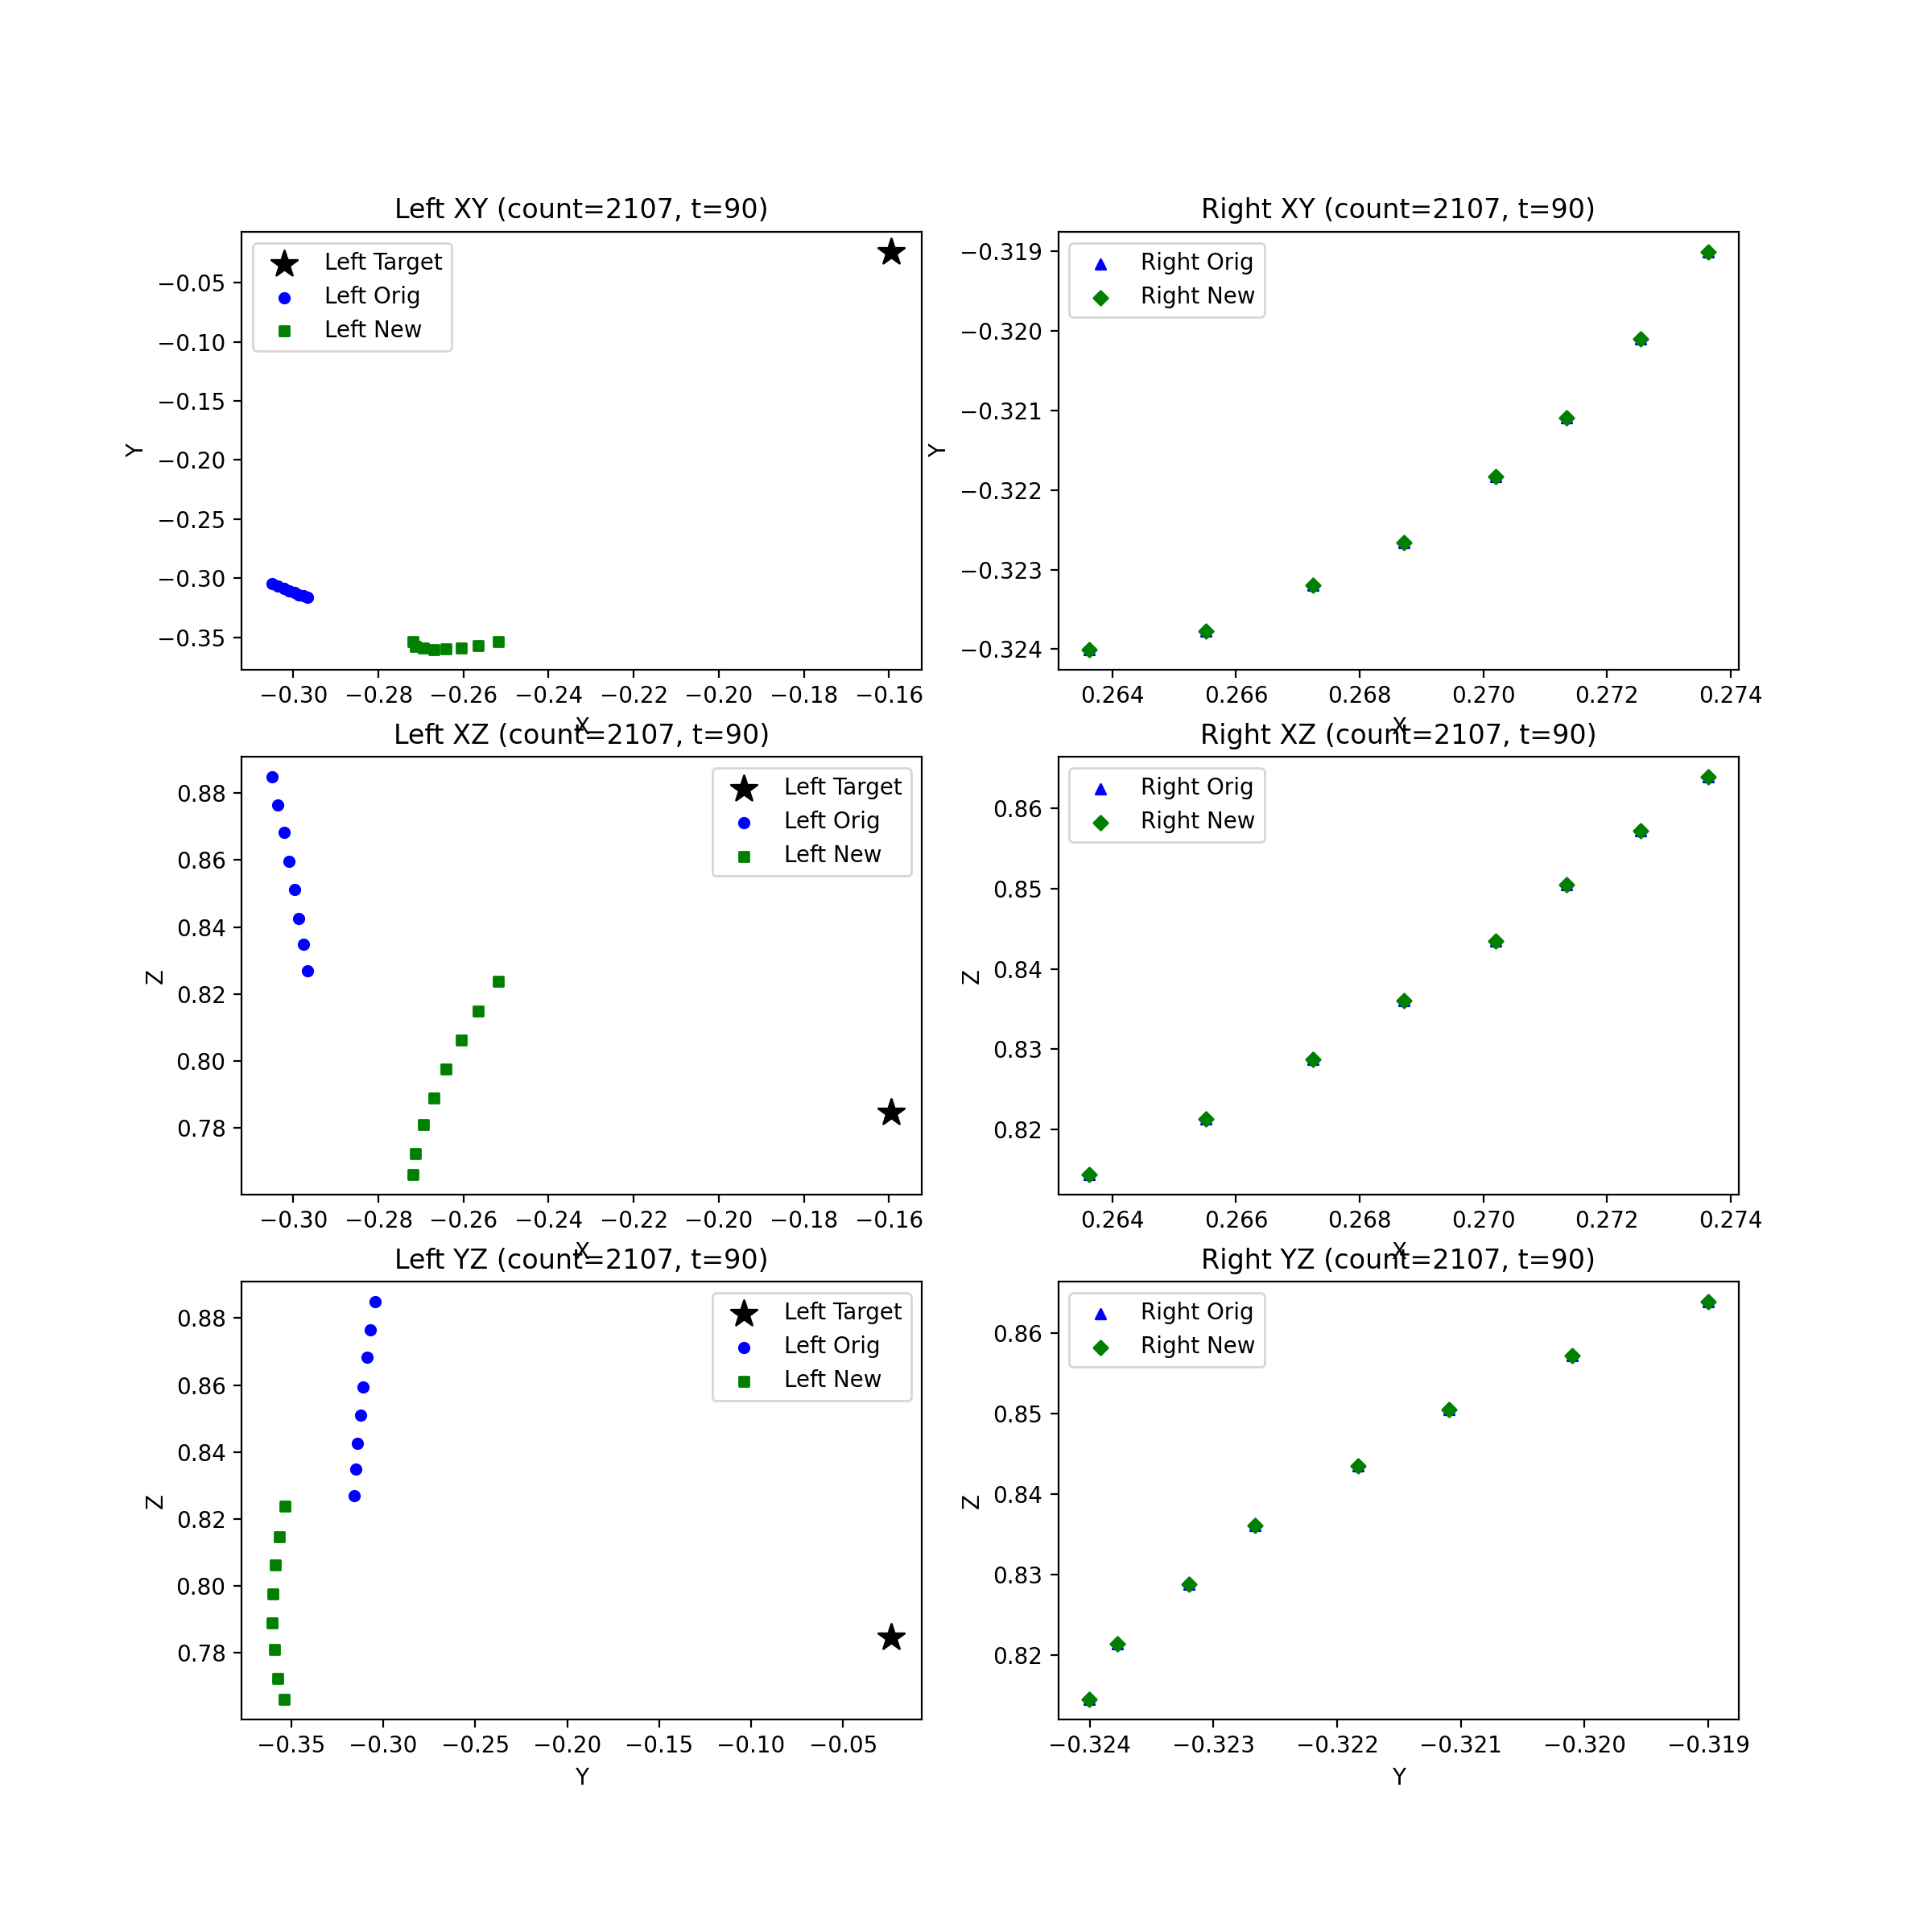 Left XY (count=2107, t=90)
Left Target
Left Orig
Left New
Y
−0.05
−0.10
−0.15
−0.20
−0.25
−0.30
−0.35
−0.30 −0.28 −0.26 −0.24 −0.22 −0.20 −0.18 −0.16
X
Right XY (count=2107, t=90)
Right Orig
Right New
Y
−0.319
−0.320
−0.321
−0.322
−0.323
−0.324
0.264 0.266 0.268 0.270 0.272 0.274
X
Left XZ (count=2107, t=90)
Left Target
Left Orig
Left New
Z
0.88
0.86
0.84
0.82
0.80
0.78
−0.30 −0.28 −0.26 −0.24 −0.22 −0.20 −0.18 −0.16
X
Right XZ (count=2107, t=90)
Right Orig
Right New
Z
0.86
0.85
0.84
0.83
0.82
0.264 0.266 0.268 0.270 0.272 0.274
X
Left YZ (count=2107, t=90)
Left Target
Left Orig
Left New
Z
0.88
0.86
0.84
0.82
0.80
0.78
−0.35 −0.30 −0.25 −0.20 −0.15 −0.10 −0.05
Y
Right YZ (count=2107, t=90)
Right Orig
Right New
Z
0.86
0.85
0.84
0.83
0.82
−0.324 −0.323 −0.322 −0.321 −0.320 −0.319
Y